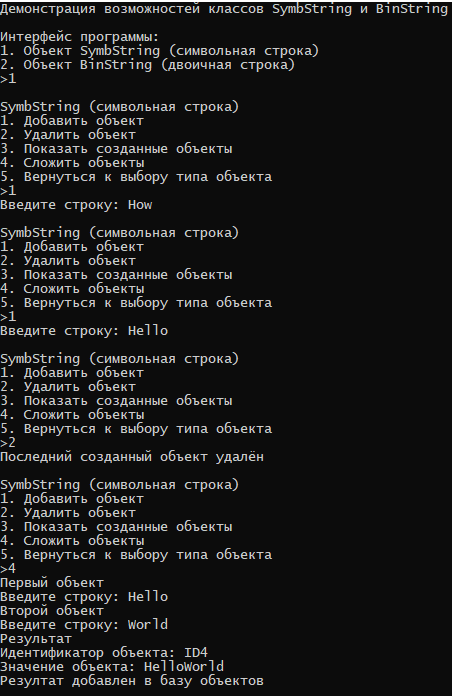 Демонстрация возможностей классов SymbString и BinString
Интерфейс программы:
1. Объект SymbString (символьная строка)
2. Объект BinString (двоичная строка)
>1
SymbString (символьная строка)
1. Добавить объект
2. Удалить объект
3. Показать созданные объекты
4. Сложить объекты
5. Вернуться к выбору типа объекта
>1
Введите строку: How
SymbString (символьная строка)
1. Добавить объект
2. Удалить объект
3. Показать созданные объекты
4. Сложить объекты
5. Вернуться к выбору типа объекта
>1
Введите строку: Hello
SymbString (символьная строка)
1. Добавить объект
2. Удалить объект
3. Показать созданные объекты
4. Сложить объекты
5. Вернуться к выбору типа объекта
>2
Последний созданный объект удалён
SymbString (символьная строка)
1. Добавить объект
2. Удалить объект
3. Показать созданные объекты
4. Сложить объекты
5. Вернуться к выбору типа объекта
>4
Первый объект
Введите строку: Hello
Второй объект
Введите строку: World
Результат
Идентификатор объекта: ID4
Значение объекта: HelloWorld
Резултат добавлен в базу объектов